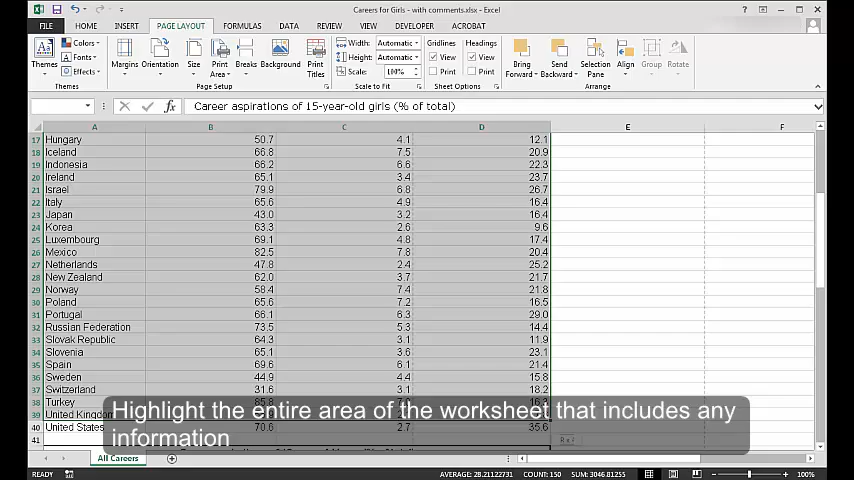 Careers for Girls - with comments.xlsx - Excel
FILE HOME INSERT PAGE LAYOUT FORMULAS DATA REVIEW VIEW DEVELOPER ACROBAT
Colors Width: Automatic Gridlines Headings
Fonts Height: Automatic View View
Themes Effects Margins Orientation Size Print Area Breaks Background Print Titles Scale: 100% Print Print Bring Forward Send Backward Selection Pane Align Group Rotate
Themes Page Setup Scale to Fit Sheet Options Arrange
fx Career aspirations of 15-year-old girls (% of total)
A B C D E F
17 Hungary 50.7 4.1 12.1
18 Iceland 66.8 7.5 20.9
19 Indonesia 66.2 6.6 22.3
20 Ireland 65.1 3.4 23.7
21 Israel 79.9 6.8 26.7
22 Italy 65.6 4.9 16.4
23 Japan 43.0 3.2 16.4
24 Korea 63.3 2.6 9.6
25 Luxembourg 69.1 4.8 17.4
26 Mexico 82.5 7.8 20.4
27 Netherlands 47.8 2.4 25.2
28 New Zealand 62.0 3.7 21.7
29 Norway 58.4 7.4 21.8
30 Poland 65.6 7.2 16.5
31 Portugal 66.1 6.3 29.0
32 Russian Federation 73.5 5.3 14.4
33 Slovak Republic 64.3 3.1 11.9
34 Slovenia 65.1 3.6 23.1
35 Spain 69.6 6.1 21.4
36 Sweden 44.9 4.4 15.8
37 Switzerland 31.6 3.1 18.2
38 Turkey
39 United Kingdom
40 United States 70.6 2.7 35.6
41
Highlight the entire area of the worksheet that includes any
information
All Careers
READY AVERAGE: 28.21122731 COUNT: 150 SUM: 3046.81255 100%